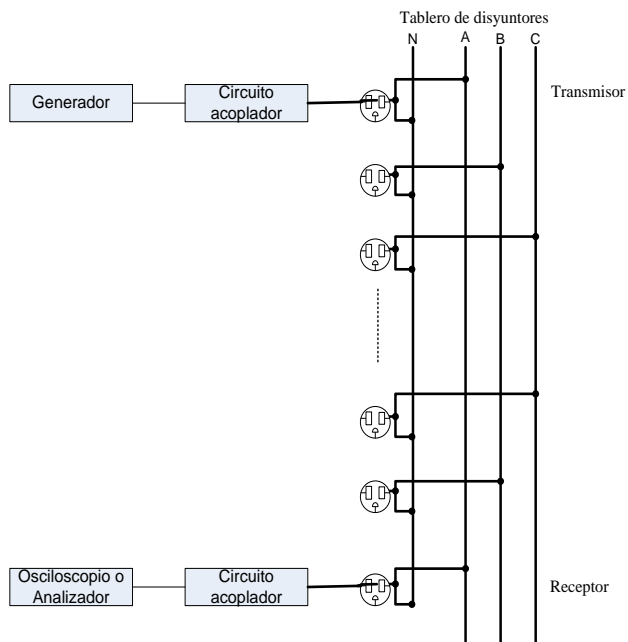 Tablero de disyuntores
N A B C
Generador
Circuito
acoplador
Transmisor
Osciloscopio o
Analizador
Circuito
acoplador
Receptor